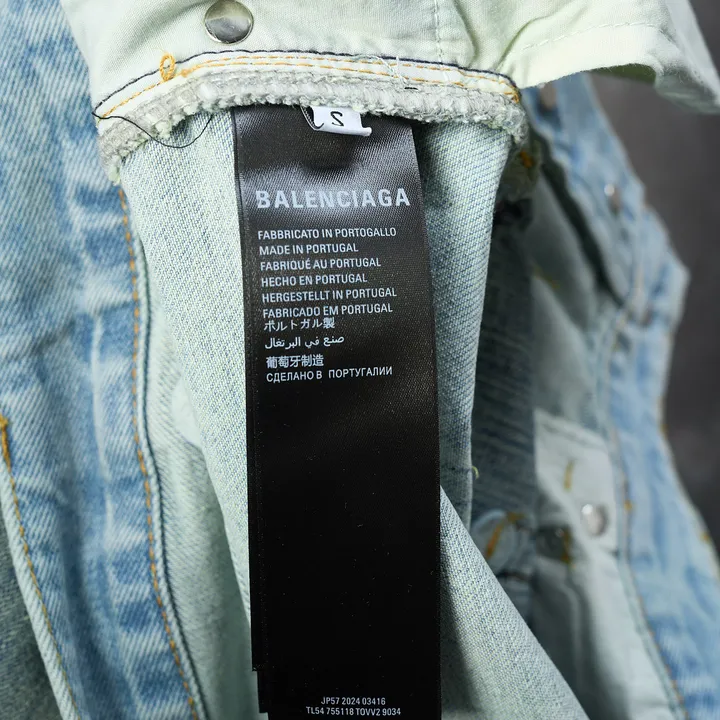 2
BALENCIAGA
FABBRICATO IN PORTOGALLO
MADE IN PORTUGAL
FABRIQUÉ AU PORTUGAL
HECHO EN PORTUGAL
HERGESTELLT IN PORTUGAL
FABRICADO EM PORTUGAL
ポルトガル製
صنع في البرتغال
葡萄牙制造
СДЕЛАНО В ПОРТУГАЛИИ
JP57 2024 03416
TL54 755118 TOVV2 9034